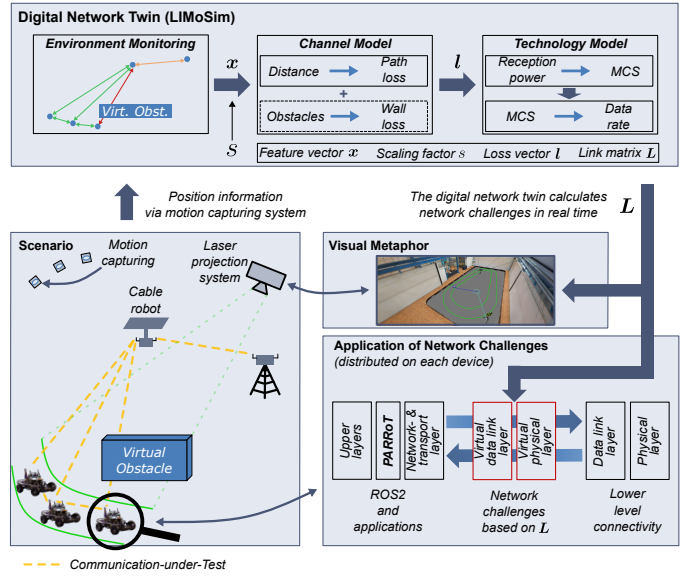 Digital Network Twin (LIMoSim)
Environment Monitoring
Virt. Obst.
x
S
Channel Model
Distance
Path
loss
+
Obstacles
Wall
loss
l
Technology Model
Reception
power
MCS
MCS
Data
rate
Feature vector x Scaling factor s Loss vector l Link matrix L
Position information
via motion capturing system
The digital network twin calculates
network challenges in real time
L
Scenario
Motion
capturing
Laser
projection
system
Cable
robot
Virtual
Obstacle
Communication-under-Test
Visual Metaphor
Application of Network Challenges
(distributed on each device)
Upper
layers
PARRoT
Network- &
transport
layer
Virtual
data link
layer
Virtual
physical
layer
Data link
layer
Physical
layer
ROS2
and
applications
Network
challenges
based on L
Lower
level
connectivity